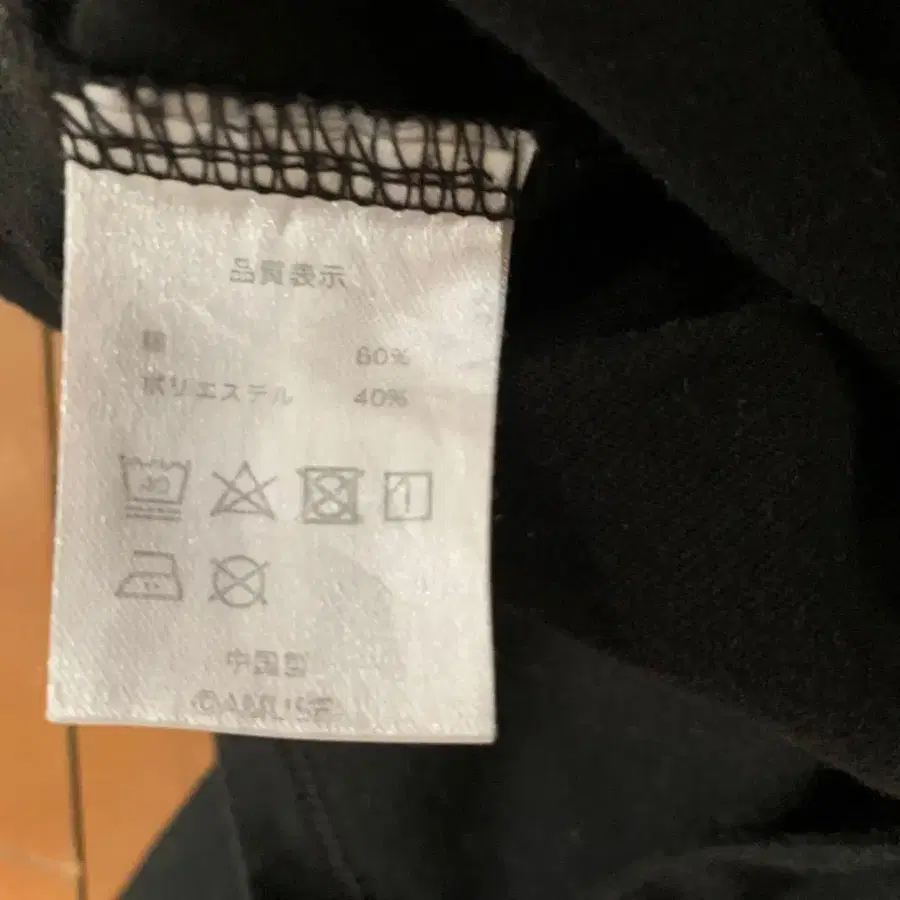 品質表示
綿 60%
ポリエステル 40%
中国製